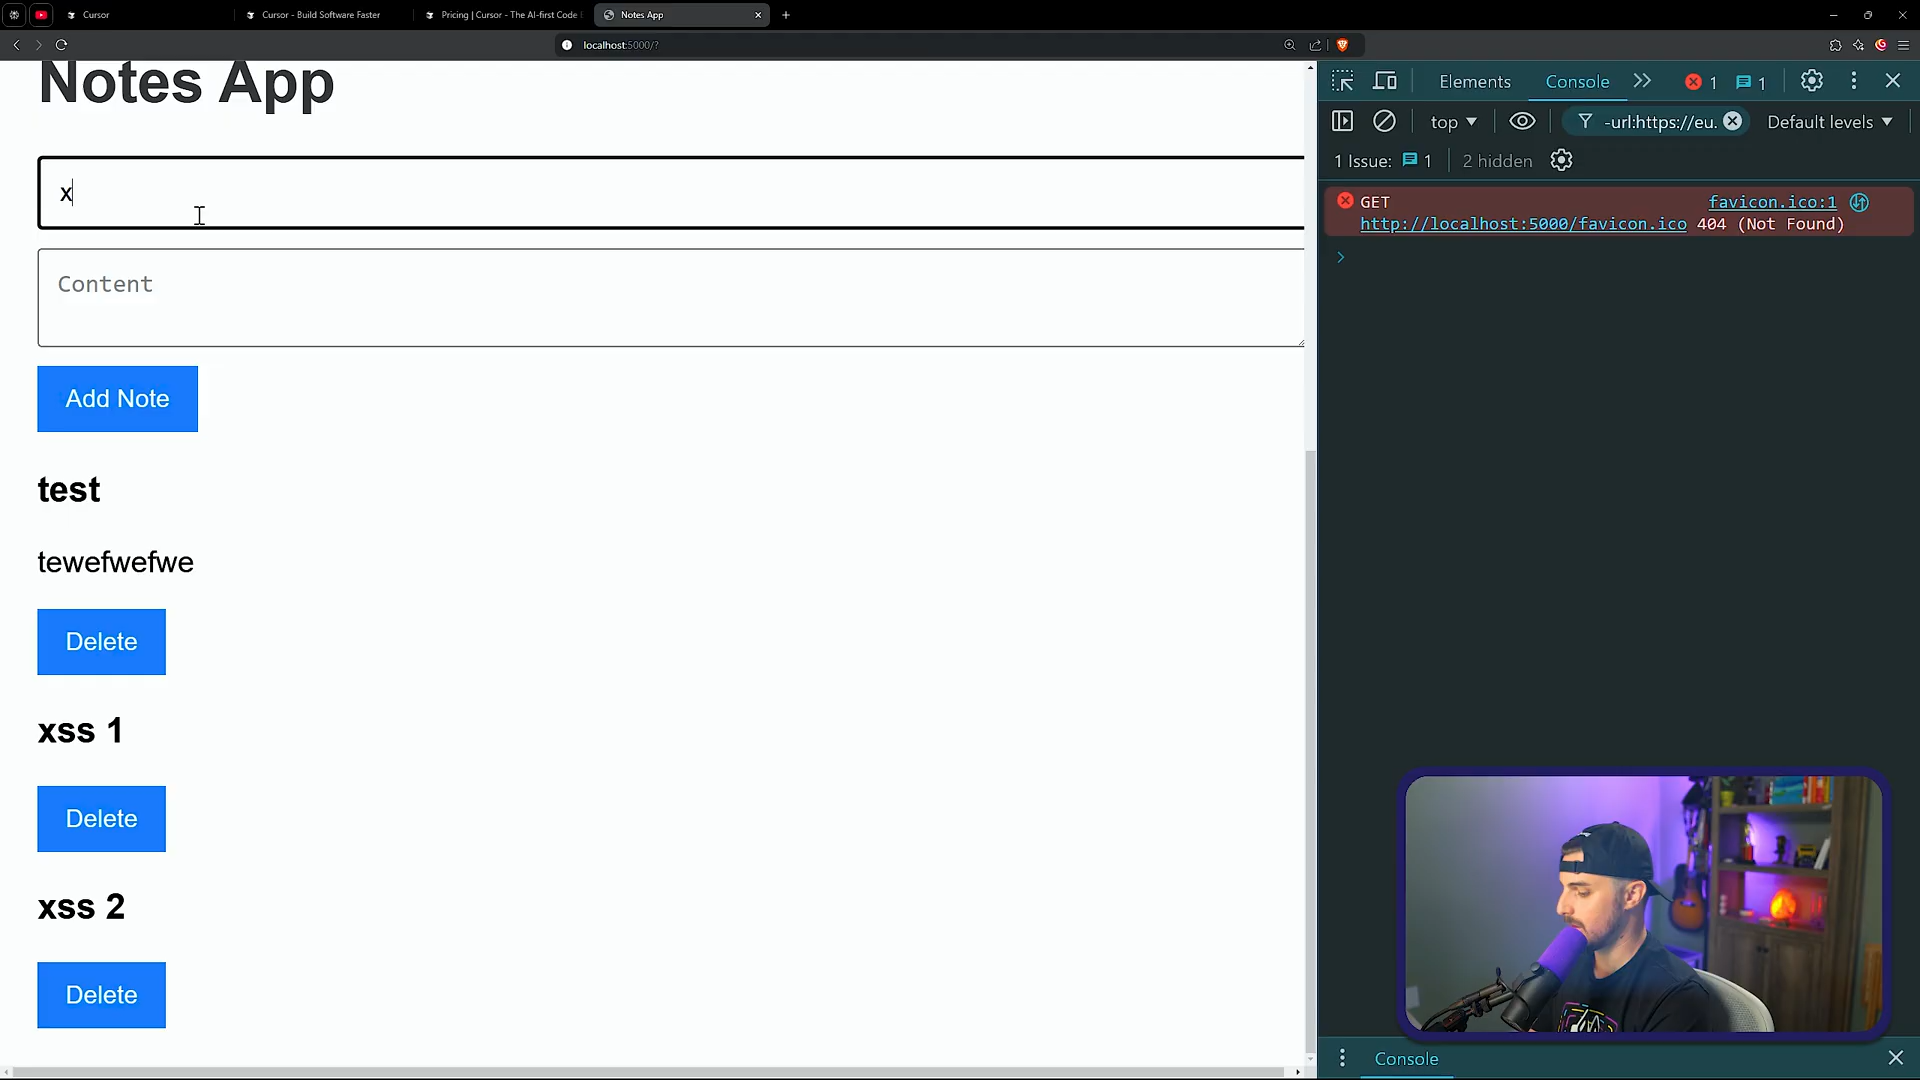 Cursor
Cursor - Build Software Faster
Pricing | Cursor - The AI-first Code
Notes App
localhost:5000/?
Notes App
x
Content
Add Note
test
tewefwefwe
Delete
xss 1
Delete
xss 2
Delete
Elements
Console
1
1
top
-url:https://eu.
Default levels
1 Issue:
1
2 hidden
GET
favicon.ico:1
http://localhost:5000/favicon.ico 404 (Not Found)
Console